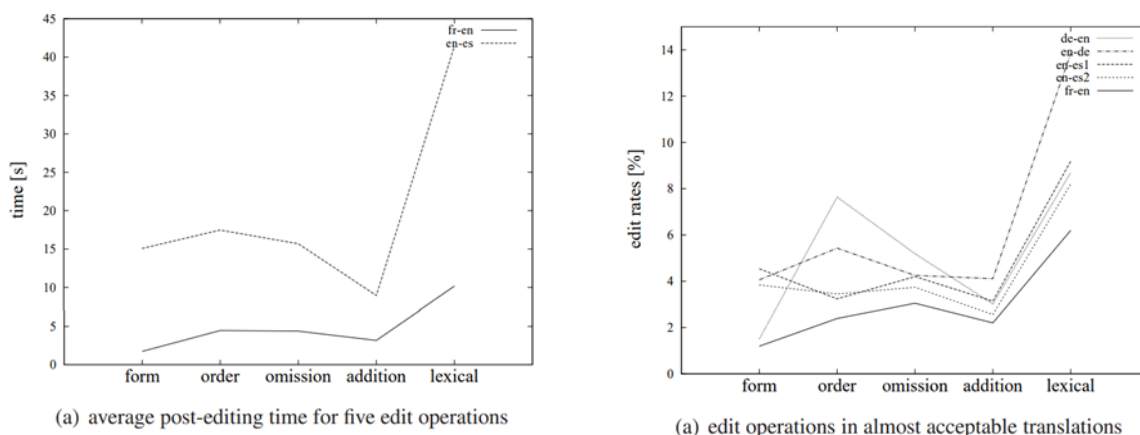 45
40
35
30
25
20
15
10
5
0
time [s]
fr-en
en-es
form order omission addition lexical
(a) average post-editing time for five edit operations
14
12
10
8
6
4
2
0
edit rates [%]
de-en
en-de
en-es1
en-es2
fr-en
form order omission addition lexical
(a) edit operations in almost acceptable translations